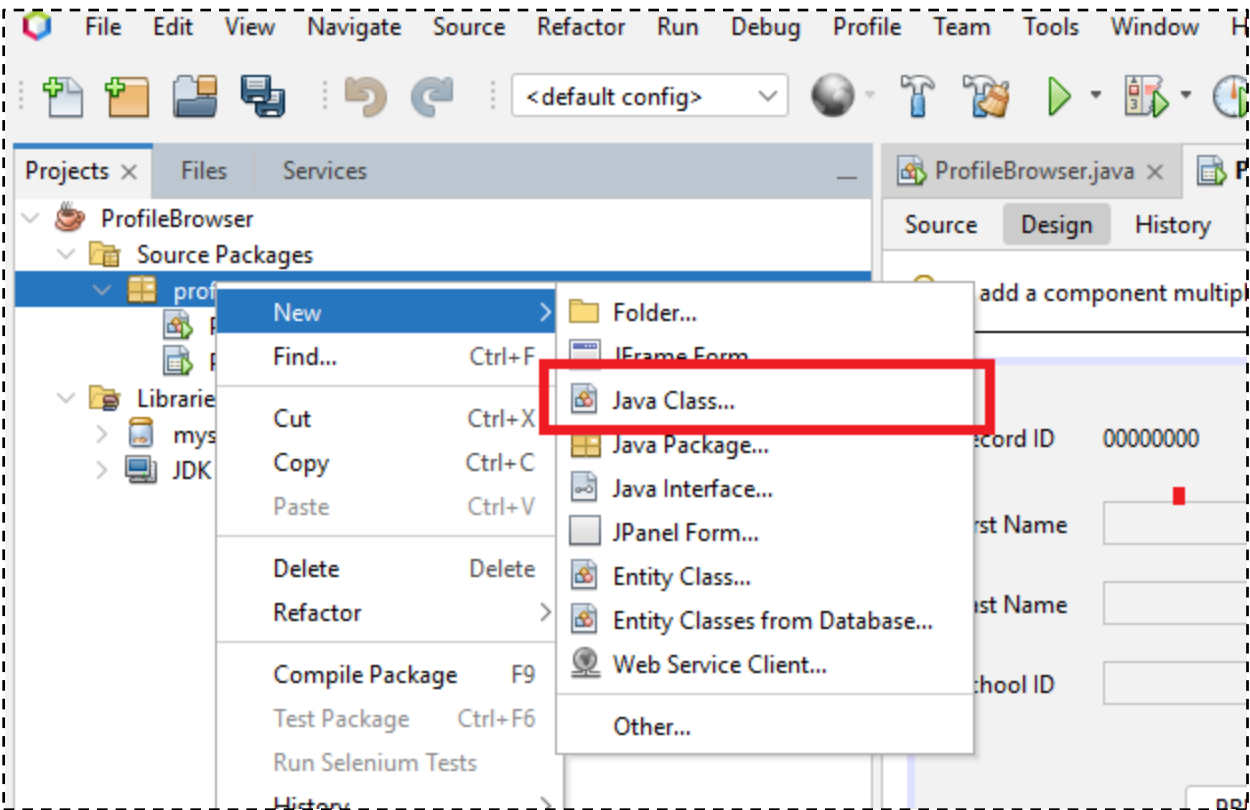 File Edit View Navigate Source Refactor Run Debug Profile Team Tools Window
<default config>
Projects Files Services
ProfileBrowser.java
ProfileBrowser
Source Packages
Source Design History
prof
add a component multipl
New
Folder...
Find... Ctrl+F
JFrame Form...
Java Class...
Librarie
Cut Ctrl+X
mys
Java Package...
ecord ID 00000000
Copy Ctrl+C
JDK
Java Interface...
Paste Ctrl+V
JPanel Form...
rst Name
Delete Delete
Entity Class...
Refactor
Entity Classes from Database...
ast Name
Compile Package F9
Web Service Client...
chool ID
Test Package Ctrl+F6
Other...
Run Selenium Tests
History